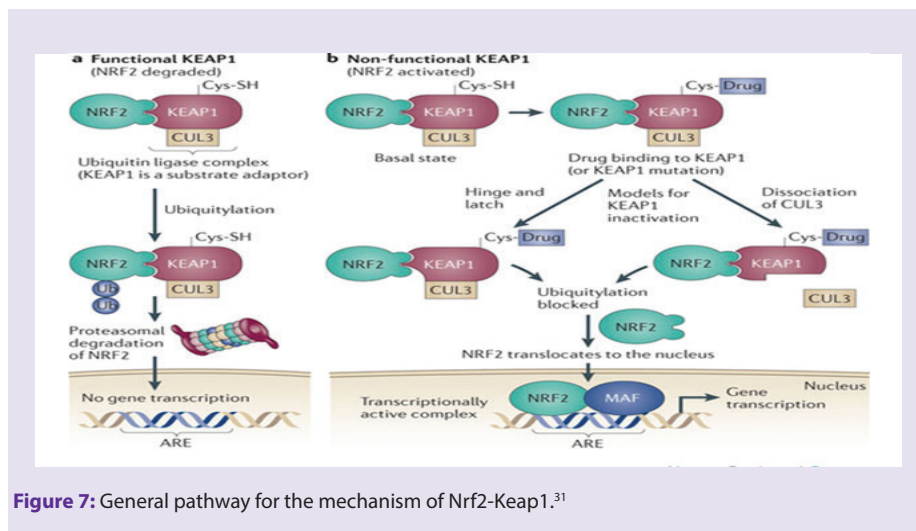 a Functional KEAP1
(NRF2 degraded)
Cys-SH
NRF2
KEAP1
CUL3
Ubiquitin ligase complex
(KEAP1 is a substrate adaptor)
Ubiquitylation
Cys-SH
NRF2
KEAP1
Ub
Ub
CUL3
Proteasomal
degradation
of NRF2
No gene transcription
ARE
b Non-functional KEAP1
(NRF2 activated)
Cys-SH
NRF2
KEAP1
CUL3
Basal state
Cys-Drug
NRF2
KEAP1
CUL3
Drug binding to KEAP1
(or KEAP1 mutation)
Hinge and
latch
Models for
KEAP1
inactivation
Dissociation
of CUL3
Cys-Drug
NRF2
KEAP1
CUL3
Cys-Drug
NRF2
KEAP1
CUL3
Ubiquitylation
blocked
NRF2
NRF2 translocates to the nucleus
Nucleus
Transcriptionally
active complex
NRF2
MAF
Gene
transcription
ARE
Figure 7: General pathway for the mechanism of Nrf2-Keap1.31